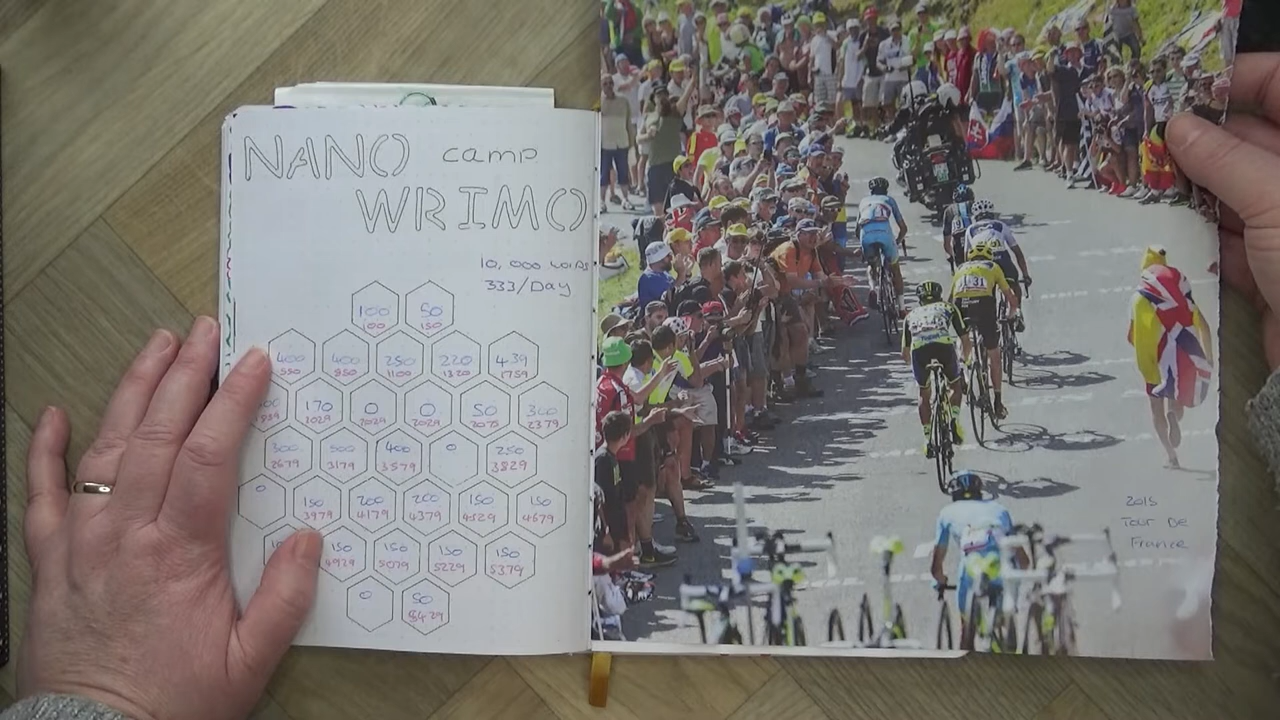 NANO camp
WRIMO
10,000 words
333/Day
100 50
100 150
400 400 250 220 439
550 950 1100 1320 1759
170 0 0 50 300
2029 2029 2079 2379
300 500 400 0 250
2679 3179 3579 3829
0 150 200 200 150 150
3979 4179 4379 4529 4679
150 150 150 150
4929 5079 5229 5379
0 50
5429
2015
Tour De
France